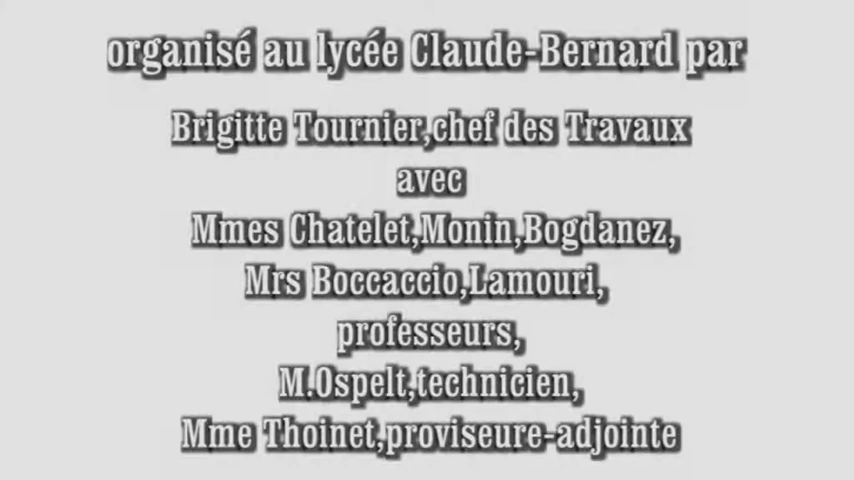 organisé au lycée Claude-Bernard par
Brigitte Tournier,chef des Travaux
avec
Mmes Chatelet,Monin,Bogdanez,
Mrs Boccaccio,Lamouri,
professeurs,
M.Ospelt,technicien,
Mme Thoinet,proviseure-adjointe